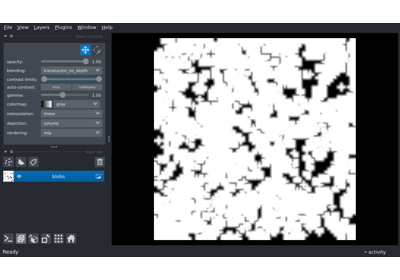 File View Layers Plugins Window Help
opacity: 1.00
blending: translucent_no_depth
contrast limits:
auto-contrast: once continuous
gamma: 1.00
colormap: gray
interpolation: linear
depiction: volume
rendering: mip
blobs
Ready
activity